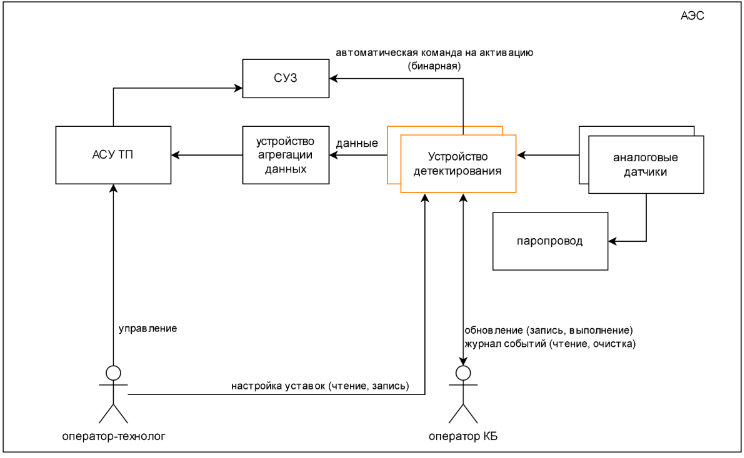 АЭС
автоматическая команда на активацию
(бинарная)
СУЗ
АСУ ТП
устройство
агрегации
данных
данные
Устройство
детектирования
аналоговые
датчики
паропровод
управление
обновление (запись, выполнение)
журнал событий (чтение, очистка)
настройка уставок (чтение, запись)
оператор-технолог
оператор КБ